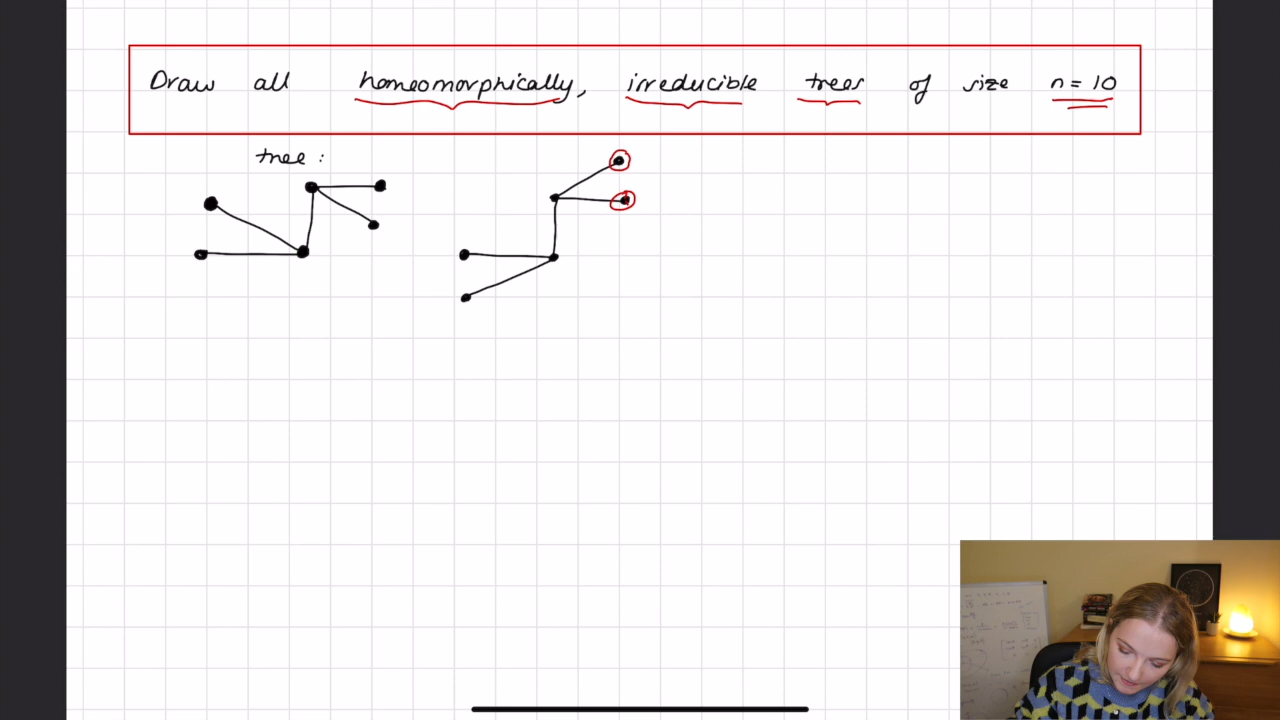 Draw all homeomorphically, irreducible trees of size n = 10
tree :